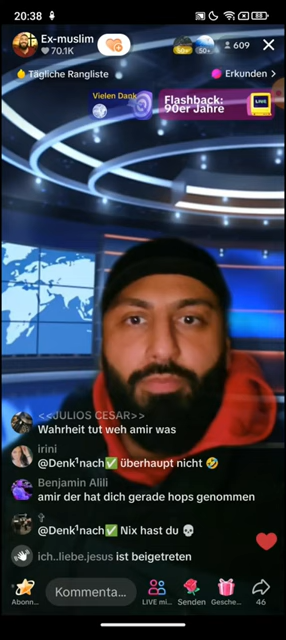 20:38
88
Ex-muslim
70.1K
50+
609
Tägliche Rangliste
Erkunden >
Vielen Dank
Flashback:
90er Jahre
LIVE
<<JULIOS CESAR>>
Wahrheit tut weh amir was
irini
@Denk¹nach✅ überhaupt nicht 🤣
Benjamin Alili
amir der hat dich gerade hops genommen
✞
@Denk¹nach✅ Nix hast du 💀
ich..liebe.jesus ist beigetreten
Abonn...
Kommenta...
LIVE mi...
Senden
Gesche...
46